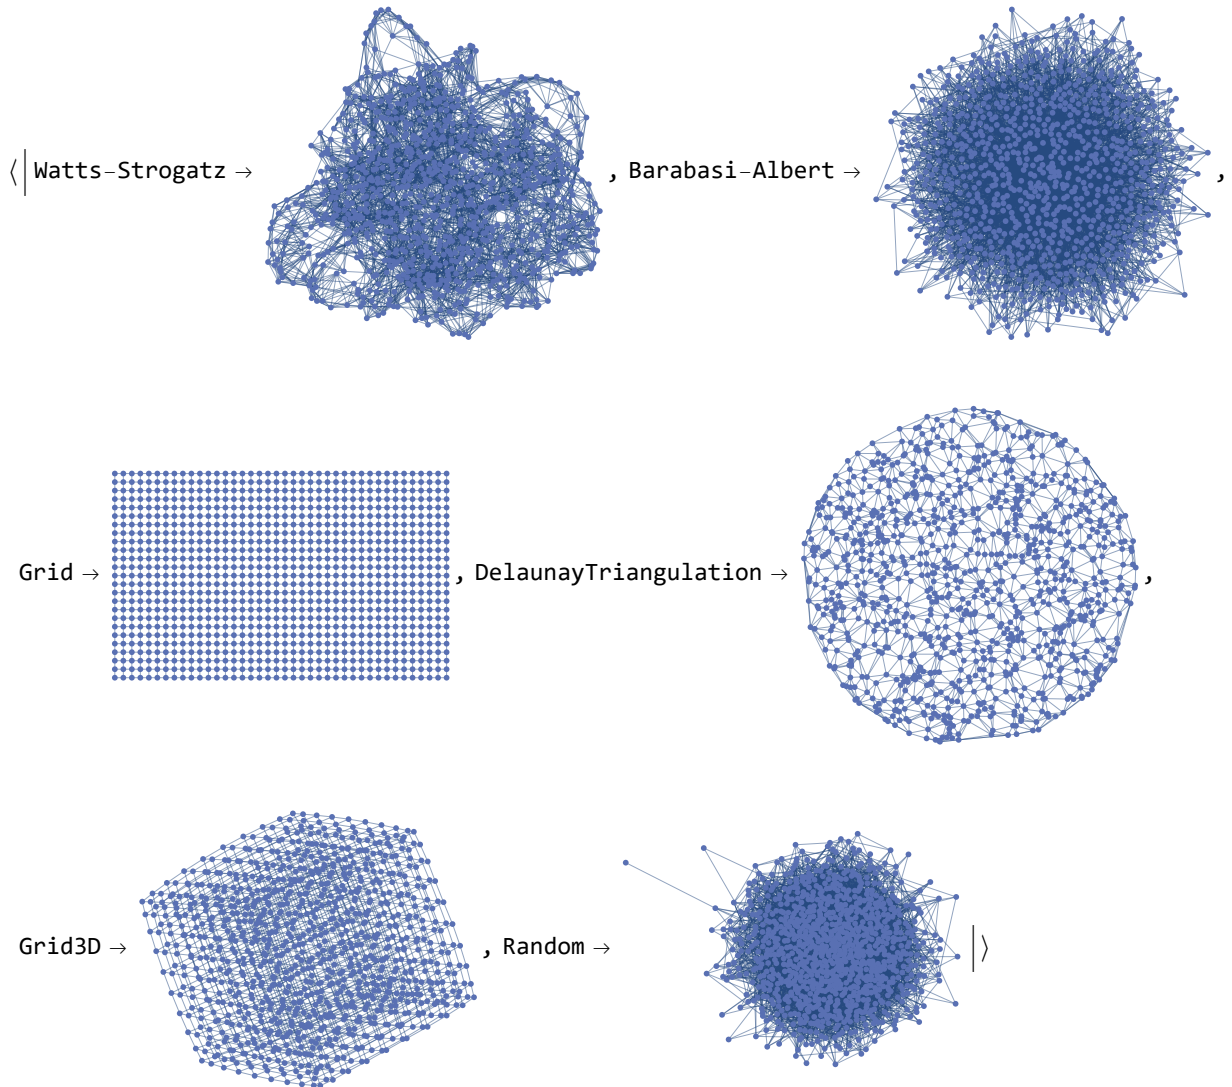 <| Watts-Strogatz → , Barabasi-Albert → ,
Grid → , DelaunayTriangulation → ,
Grid3D → , Random → |>